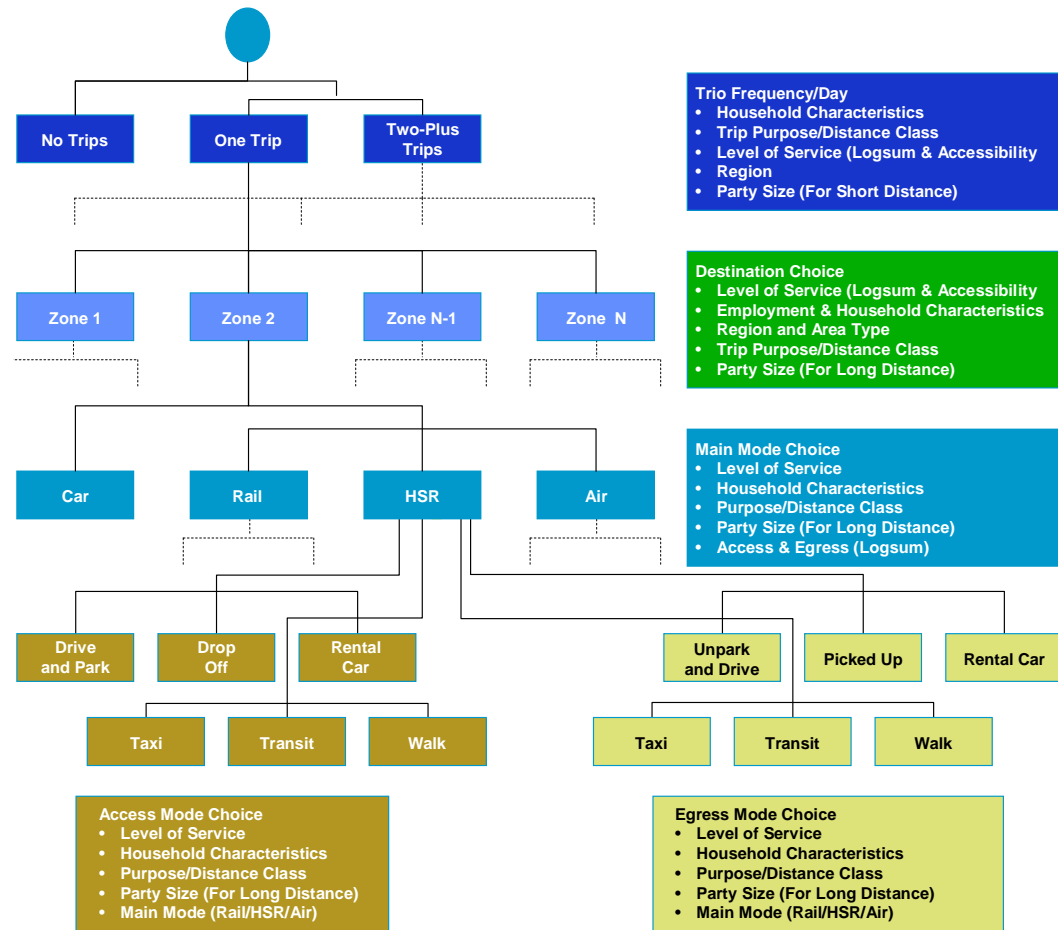 No Trips
One Trip
Two-Plus
Trips
Trio Frequency/Day
• Household Characteristics
• Trip Purpose/Distance Class
• Level of Service (Logsum & Accessibility
• Region
• Party Size (For Short Distance)
Zone 1
Zone 2
Zone N-1
Zone N
Destination Choice
• Level of Service (Logsum & Accessibility
• Employment & Household Characteristics
• Region and Area Type
• Trip Purpose/Distance Class
• Party Size (For Long Distance)
Car
Rail
HSR
Air
Main Mode Choice
• Level of Service
• Household Characteristics
• Purpose/Distance Class
• Party Size (For Long Distance)
• Access & Egress (Logsum)
Drive
and Park
Drop
Off
Rental
Car
Unpark
and Drive
Picked Up
Rental Car
Taxi
Transit
Walk
Taxi
Transit
Walk
Access Mode Choice
• Level of Service
• Household Characteristics
• Purpose/Distance Class
• Party Size (For Long Distance)
• Main Mode (Rail/HSR/Air)
Egress Mode Choice
• Level of Service
• Household Characteristics
• Purpose/Distance Class
• Party Size (For Long Distance)
• Main Mode (Rail/HSR/Air)